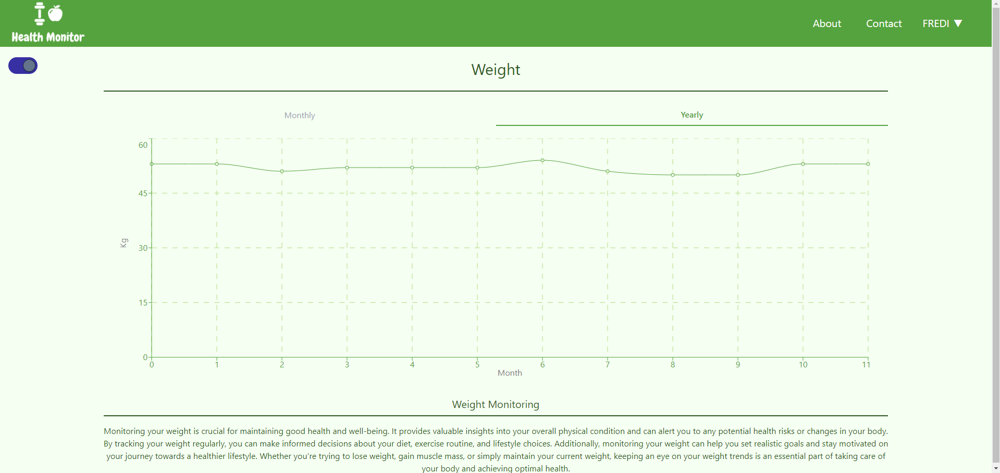 Health Monitor
About Contact FREDI ▼
Weight
Monthly Yearly
60
45
30
15
0
Kg
0 1 2 3 4 5 6 7 8 9 10 11
Month
Weight Monitoring
Monitoring your weight is crucial for maintaining good health and well-being. It provides valuable insights into your overall physical condition and can alert you to any potential health risks or changes in your body.
By tracking your weight regularly, you can make informed decisions about your diet, exercise routine, and lifestyle choices. Additionally, monitoring your weight can help you set realistic goals and stay motivated on
your journey towards a healthier lifestyle. Whether you're trying to lose weight, gain muscle mass, or simply maintain your current weight, keeping an eye on your weight trends is an essential part of taking care of
your body and achieving optimal health.